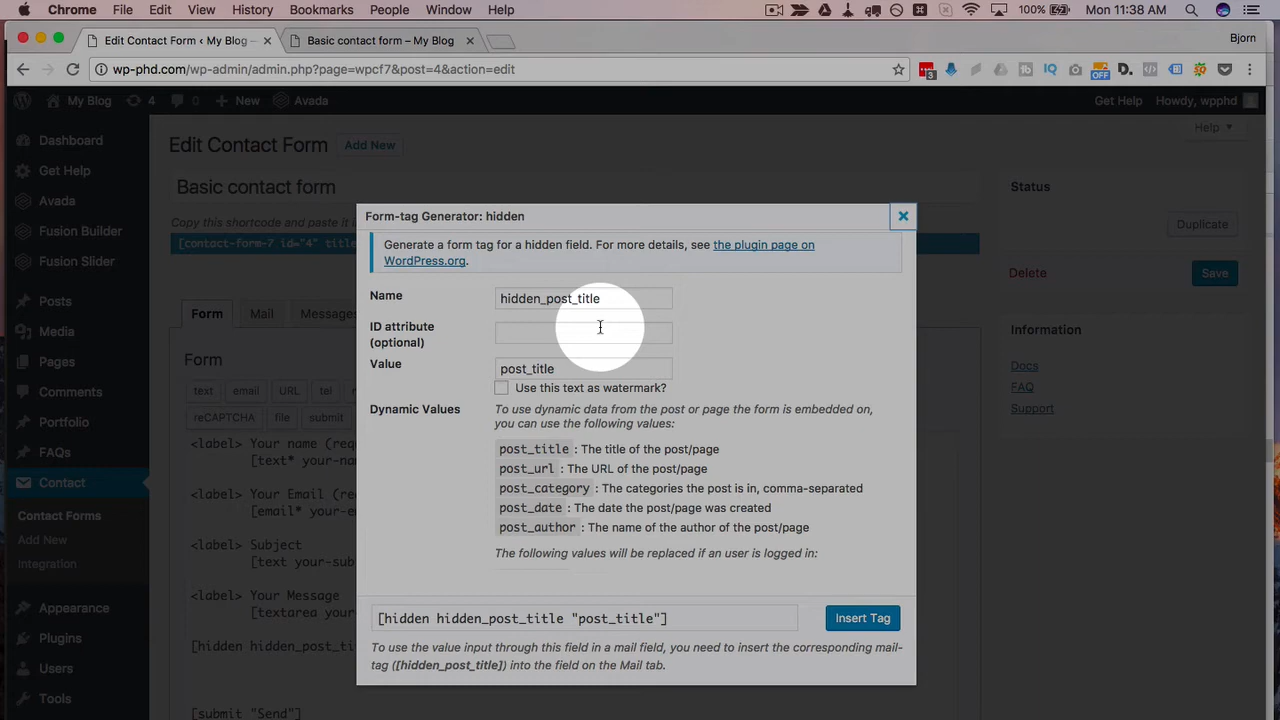 Chrome File Edit View History Bookmarks People Window Help 100% Mon 11:38 AM
Edit Contact Form ‹ My Blog — Basic contact form – My Blog Bjorn
wp-phd.com/wp-admin/admin.php?page=wpcf7&post=4&action=edit 3 OFF
My Blog 4 0 New Avada Get Help Howdy, wpphd
Dashboard
Get Help
Avada
Fusion Builder
Fusion Slider
Posts
Media
Pages
Comments
Portfolio
FAQs
Contact
Contact Forms
Add New
Integration
Appearance
Plugins
Users
Tools
Edit Contact Form Add New Help
Basic contact form
Copy this shortcode and paste it i
[contact-form-7 id="4" title
Form Mail Messages
Form
text email URL tel
reCAPTCHA file submit
<label> Your name (req
[text* your-na
<label> Your Email (re
[email* your-e
<label> Subject
[text your-sub
<label> Your Message
[textarea your
[hidden hidden_post_t
[submit "Send"]
Form-tag Generator: hidden
Generate a form tag for a hidden field. For more details, see the plugin page on
WordPress.org.
Name hidden_post_title
ID attribute
(optional)
Value post_title
Use this text as watermark?
Dynamic Values To use dynamic data from the post or page the form is embedded on,
you can use the following values:
post_title : The title of the post/page
post_url : The URL of the post/page
post_category : The categories the post is in, comma-separated
post_date : The date the post/page was created
post_author : The name of the author of the post/page
The following values will be replaced if an user is logged in:
[hidden hidden_post_title "post_title"] Insert Tag
To use the value input through this field in a mail field, you need to insert the corresponding mail-
tag ([hidden_post_title]) into the field on the Mail tab.
Status
Duplicate
Delete Save
Information
Docs
FAQ
Support